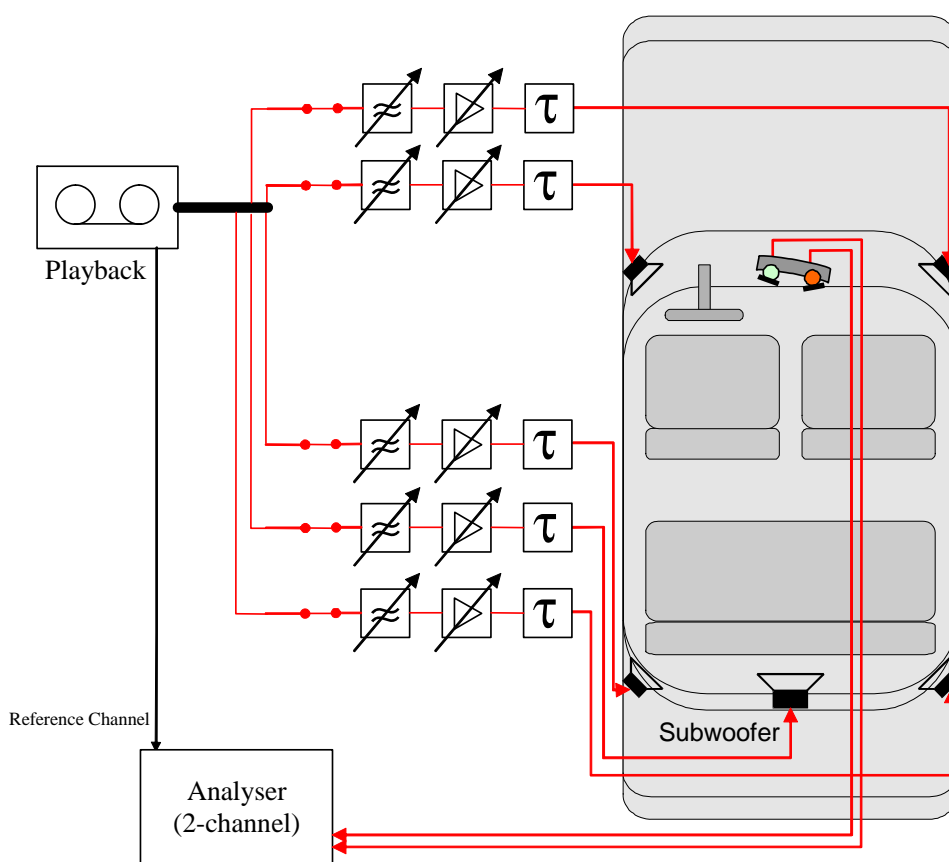 τ
τ
Playback
τ
τ
τ
Reference Channel
Subwoofer
Analyser
(2-channel)